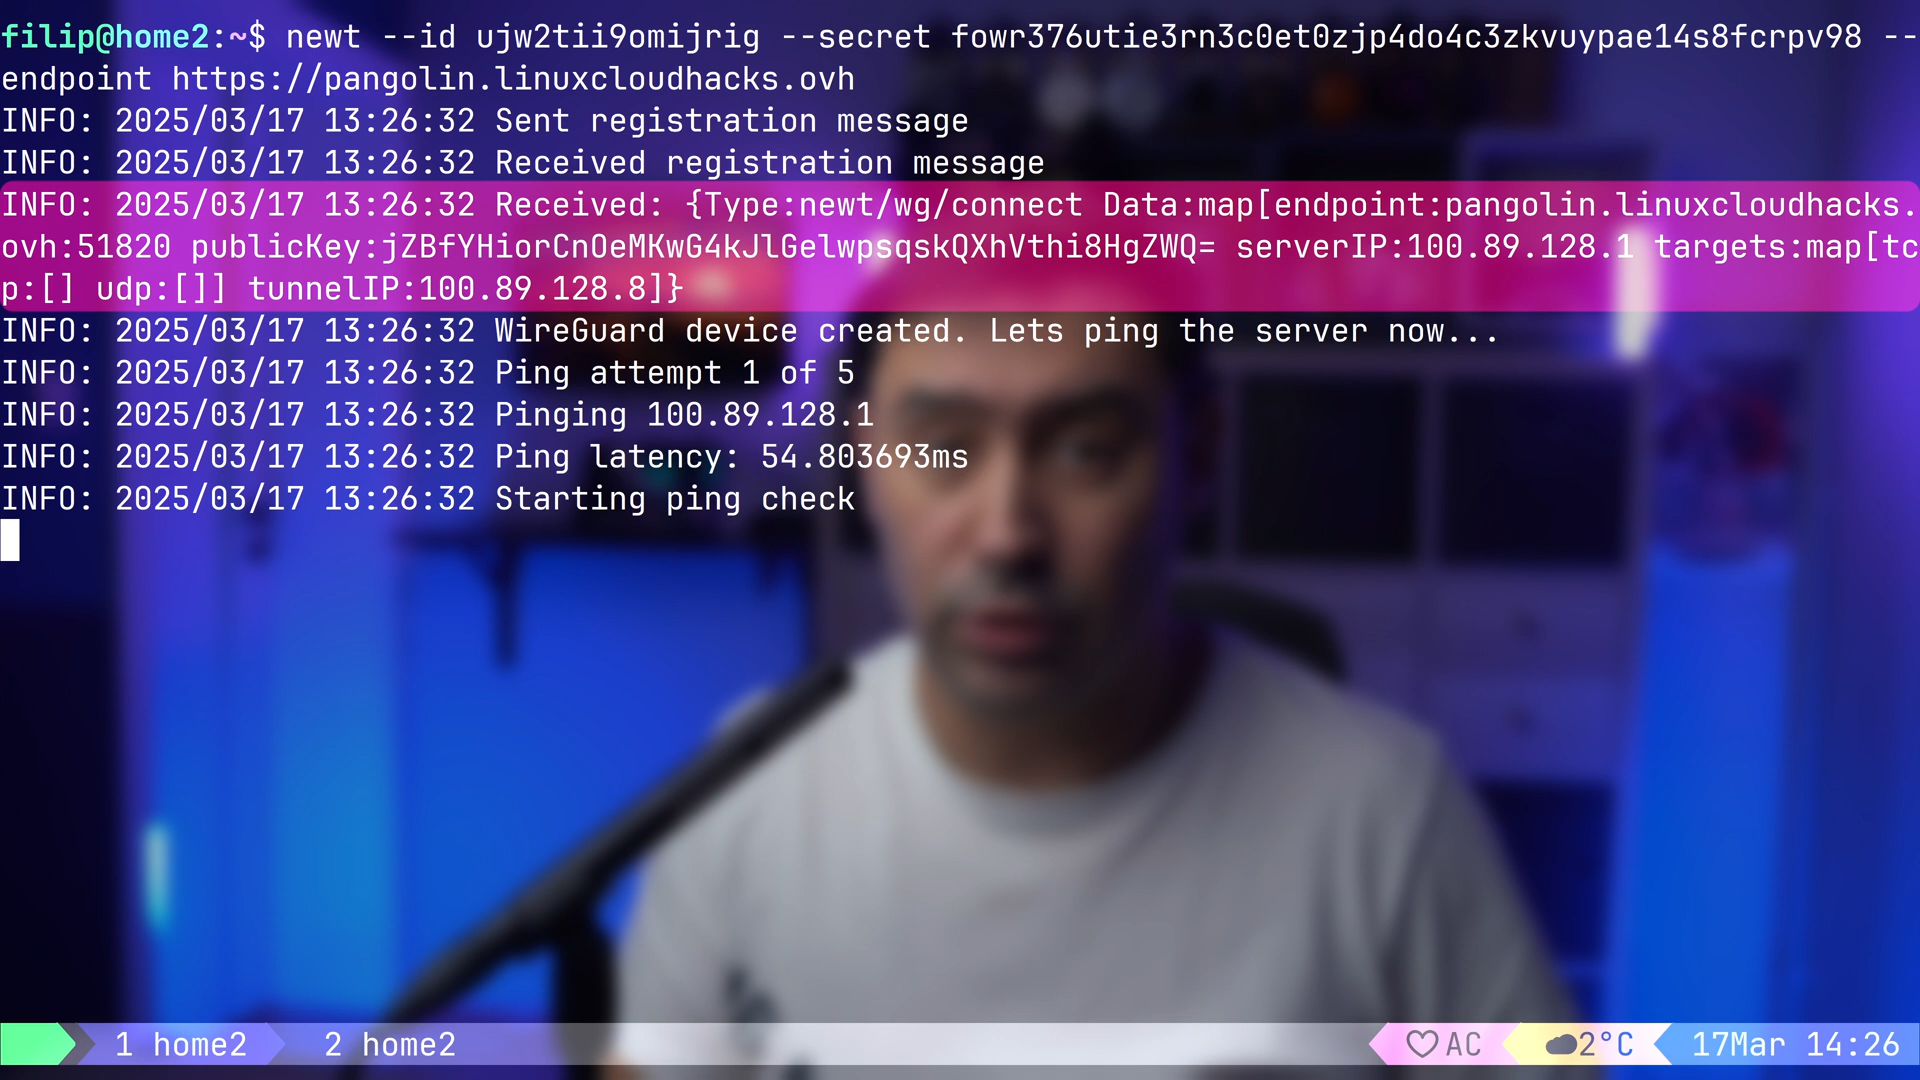 filip@home2:~$ newt --id ujw2tii9omijrig --secret fowr376utie3rn3c0et0zjp4do4c3zkvuypae14s8fcrpv98 --
endpoint https://pangolin.linuxcloudhacks.ovh
INFO: 2025/03/17 13:26:32 Sent registration message
INFO: 2025/03/17 13:26:32 Received registration message
INFO: 2025/03/17 13:26:32 Received: {Type:newt/wg/connect Data:map[endpoint:pangolin.linuxcloudhacks.
ovh:51820 publicKey:jZBfYHiorCnOeMKwG4kJlGelwpsqskQXhVthi8HgZWQ= serverIP:100.89.128.1 targets:map[tc
p:[] udp:[]] tunnelIP:100.89.128.8]}
INFO: 2025/03/17 13:26:32 WireGuard device created. Lets ping the server now...
INFO: 2025/03/17 13:26:32 Ping attempt 1 of 5
INFO: 2025/03/17 13:26:32 Pinging 100.89.128.1
INFO: 2025/03/17 13:26:32 Ping latency: 54.803693ms
INFO: 2025/03/17 13:26:32 Starting ping check
1 home2 2 home2 AC 2°C 17Mar 14:26